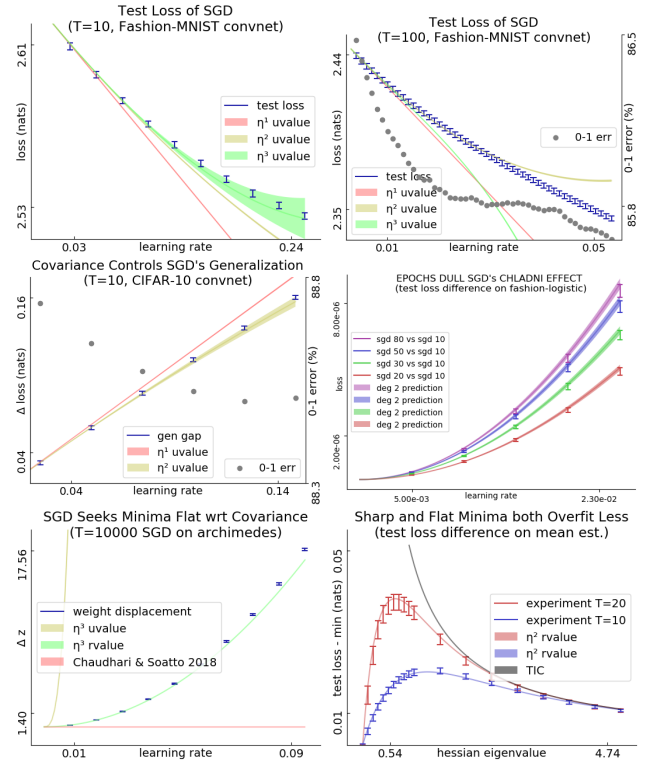 Test Loss of SGD
(T=10, Fashion-MNIST convnet)
2.61
loss (nats)
2.53
test loss
η¹ uvalue
η² uvalue
η³ uvalue
0.03
learning rate
0.24
Test Loss of SGD
(T=100, Fashion-MNIST convnet)
2.44
loss (nats)
2.35
86.5
0-1 error (%)
85.8
0-1 err
test loss
η¹ uvalue
η² uvalue
η³ uvalue
0.01
learning rate
0.05
Covariance Controls SGD's Generalization
(T=10, CIFAR-10 convnet)
0.16
Δ loss (nats)
0.04
88.8
0-1 error (%)
88.3
gen gap
η¹ uvalue
η² uvalue
0-1 err
0.04
learning rate
0.14
EPOCHS DULL SGD's CHLADNI EFFECT
(test loss difference on fashion-logistic)
8.00e-06
loss
2.00e-06
sgd 80 vs sgd 10
sgd 50 vs sgd 10
sgd 30 vs sgd 10
sgd 20 vs sgd 10
deg 2 prediction
deg 2 prediction
deg 2 prediction
deg 2 prediction
5.00e-03
learning rate
2.30e-02
SGD Seeks Minima Flat wrt Covariance
(T=10000 SGD on archimedes)
17.56
Δ z
1.40
weight displacement
η³ uvalue
η³ rvalue
Chaudhari & Soatto 2018
0.01
learning rate
0.09
Sharp and Flat Minima both Overfit Less
(test loss difference on mean est.)
0.05
test loss - min (nats)
0.01
experiment T=20
experiment T=10
η² rvalue
η² rvalue
TIC
0.54
hessian eigenvalue
4.74